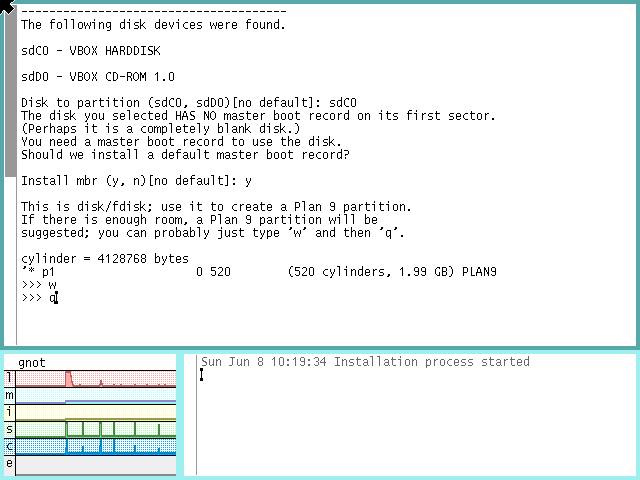 ------------------------------------
The following disk devices were found.
sdC0 - VBOX HARDDISK
sdD0 - VBOX CD-ROM 1.0
Disk to partition (sdC0, sdD0)[no default]: sdC0
The disk you selected HAS NO master boot record on its first sector.
(Perhaps it is a completely blank disk.)
You need a master boot record to use the disk.
Should we install a default master boot record?
Install mbr (y, n)[no default]: y
This is disk/fdisk; use it to create a Plan 9 partition.
If there is enough room, a Plan 9 partition will be
suggested; you can probably just type 'w' and then 'q'.
cylinder = 4128768 bytes
'* p1 0 520 (520 cylinders, 1.99 GB) PLAN9
>>> w
>>> q
gnot
l
m
i
s
c
e
Sun Jun 8 10:19:34 Installation process started